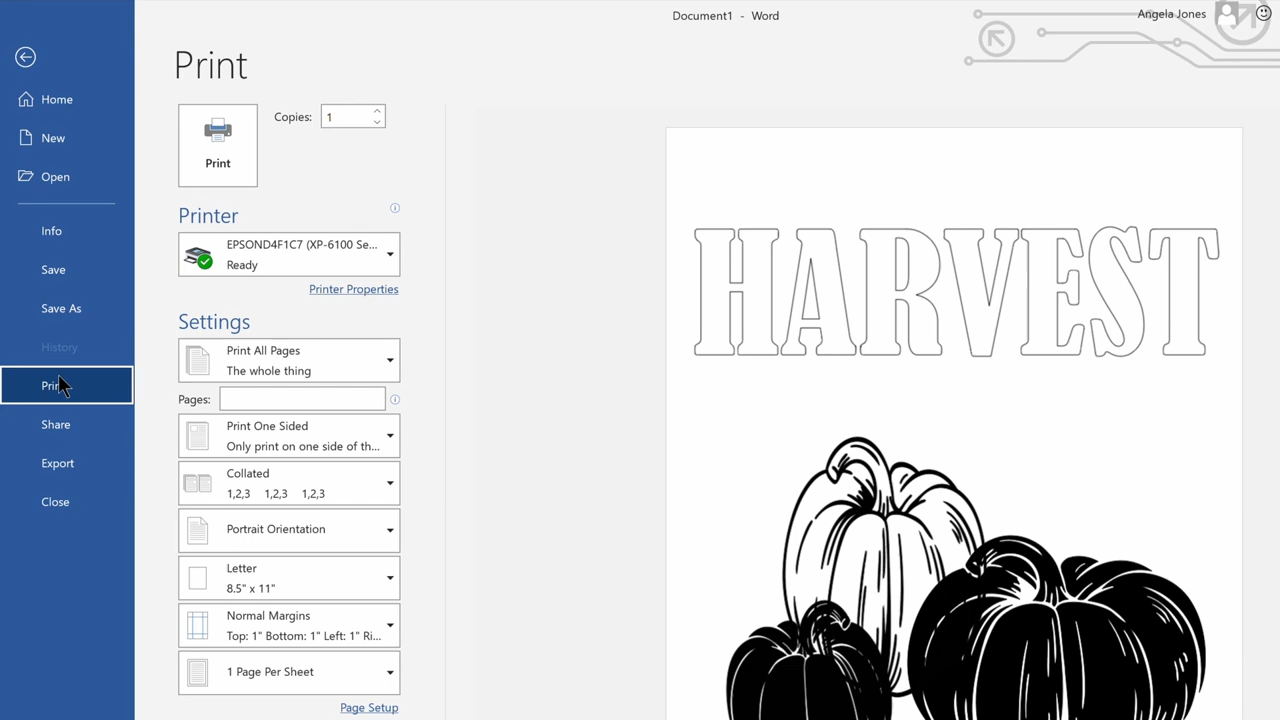 Document1 - Word
Angela Jones
Print
Home
New
Open
Info
Save
Save As
History
Print
Share
Export
Close
Print
Copies: 1
Printer
EPSOND4F1C7 (XP-6100 Se...
Ready
Printer Properties
Settings
Print All Pages
The whole thing
Pages:
Print One Sided
Only print on one side of th...
Collated
1,2,3 1,2,3 1,2,3
Portrait Orientation
Letter
8.5" x 11"
Normal Margins
Top: 1" Bottom: 1" Left: 1" Ri...
1 Page Per Sheet
Page Setup
HARVEST